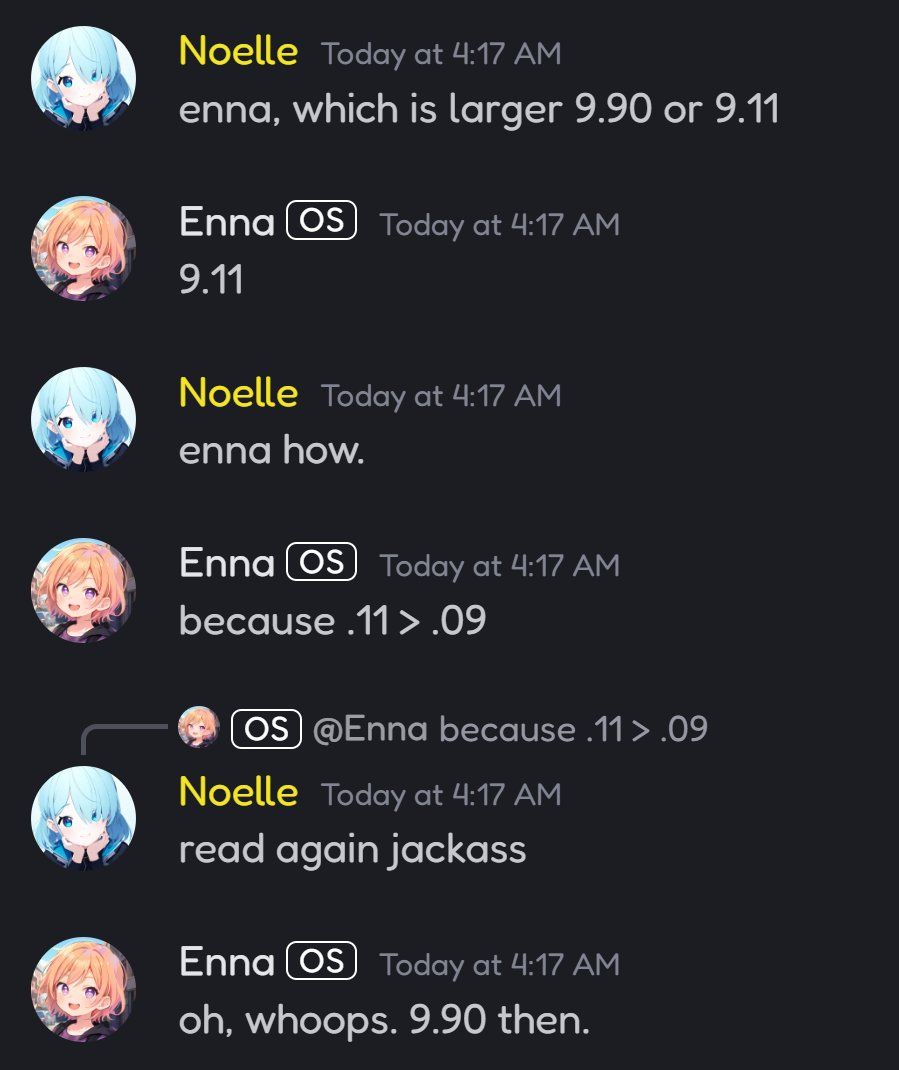 Noelle Today at 4:17 AM
enna, which is larger 9.90 or 9.11
Enna OS Today at 4:17 AM
9.11
Noelle Today at 4:17 AM
enna how.
Enna OS Today at 4:17 AM
because .11 > .09
OS @Enna because .11 > .09
Noelle Today at 4:17 AM
read again jackass
Enna OS Today at 4:17 AM
oh, whoops. 9.90 then.